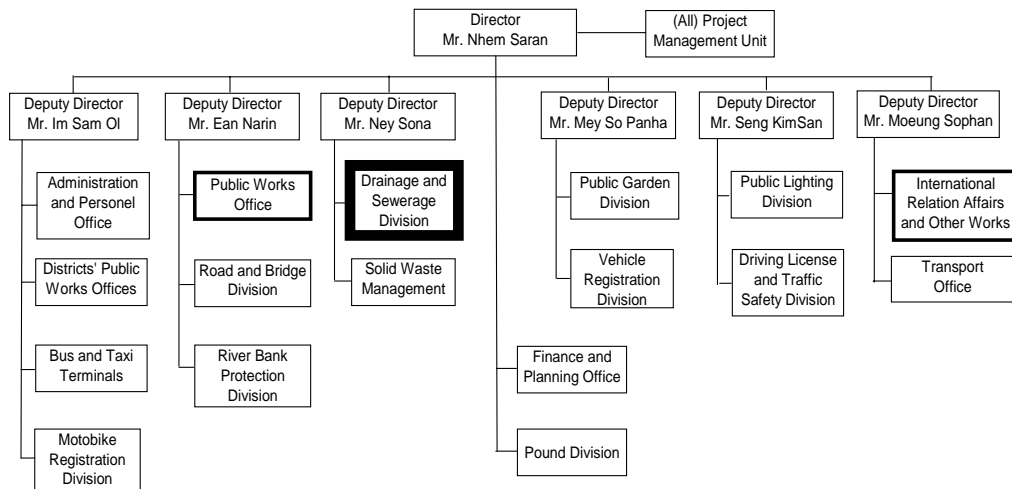 Director
Mr. Nhem Saran
(All) Project
Management Unit
Deputy Director
Mr. Im Sam Ol
Deputy Director
Mr. Ean Narin
Deputy Director
Mr. Ney Sona
Deputy Director
Mr. Mey So Panha
Deputy Director
Mr. Seng KimSan
Deputy Director
Mr. Moeung Sophan
Administration
and Personel
Office
Public Works
Office
Drainage and
Sewerage
Division
Public Garden
Division
Public Lighting
Division
International
Relation Affairs
and Other Works
Districts' Public
Works Offices
Road and Bridge
Division
Solid Waste
Management
Vehicle
Registration
Division
Driving License
and Traffic
Safety Division
Transport
Office
Bus and Taxi
Terminals
River Bank
Protection
Division
Finance and
Planning Office
Motobike
Registration
Division
Pound Division